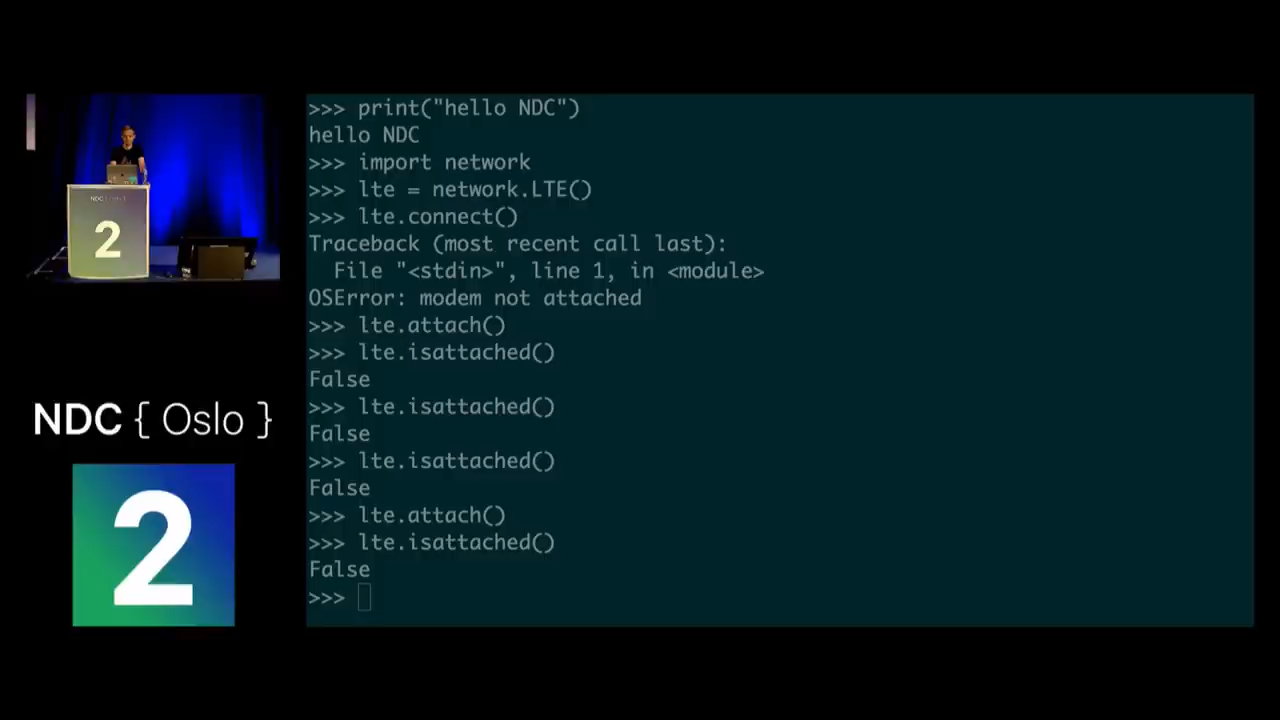 >>> print("hello NDC")
hello NDC
>>> import network
>>> lte = network.LTE()
>>> lte.connect()
Traceback (most recent call last):
  File "<stdin>", line 1, in <module>
OSError: modem not attached
>>> lte.attach()
>>> lte.isattached()
False
>>> lte.isattached()
False
>>> lte.isattached()
False
>>> lte.attach()
>>> lte.isattached()
False
>>>
2
NDC { Oslo }
2